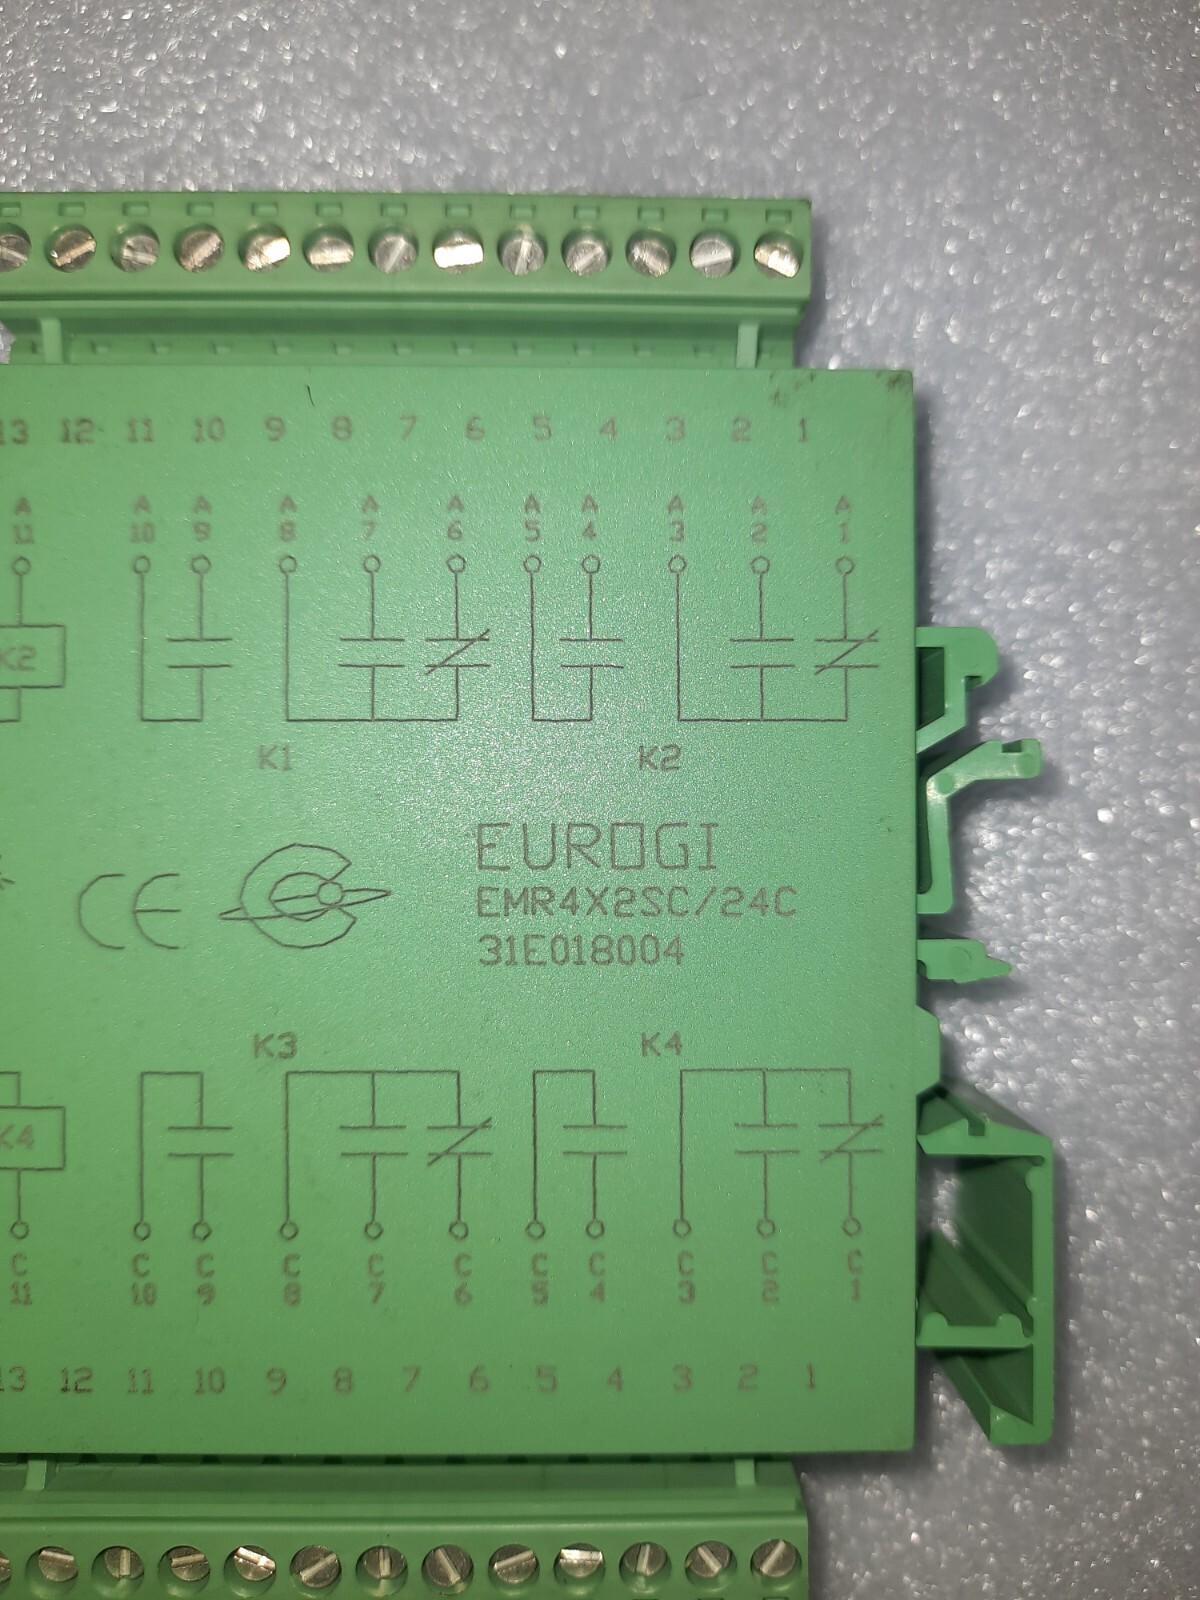 13 12 11 10 9 8 7 6 5 4 3 2 1
A A A A A A A A A A A
11 10 9 8 7 6 5 4 3 2 1
K2
K1 K2
EUROGI
CE EMR4X2SC/24C
31E018004
K3 K4
K4
C C C C C C C C C C C
11 10 9 8 7 6 5 4 3 2 1
13 12 11 10 9 8 7 6 5 4 3 2 1